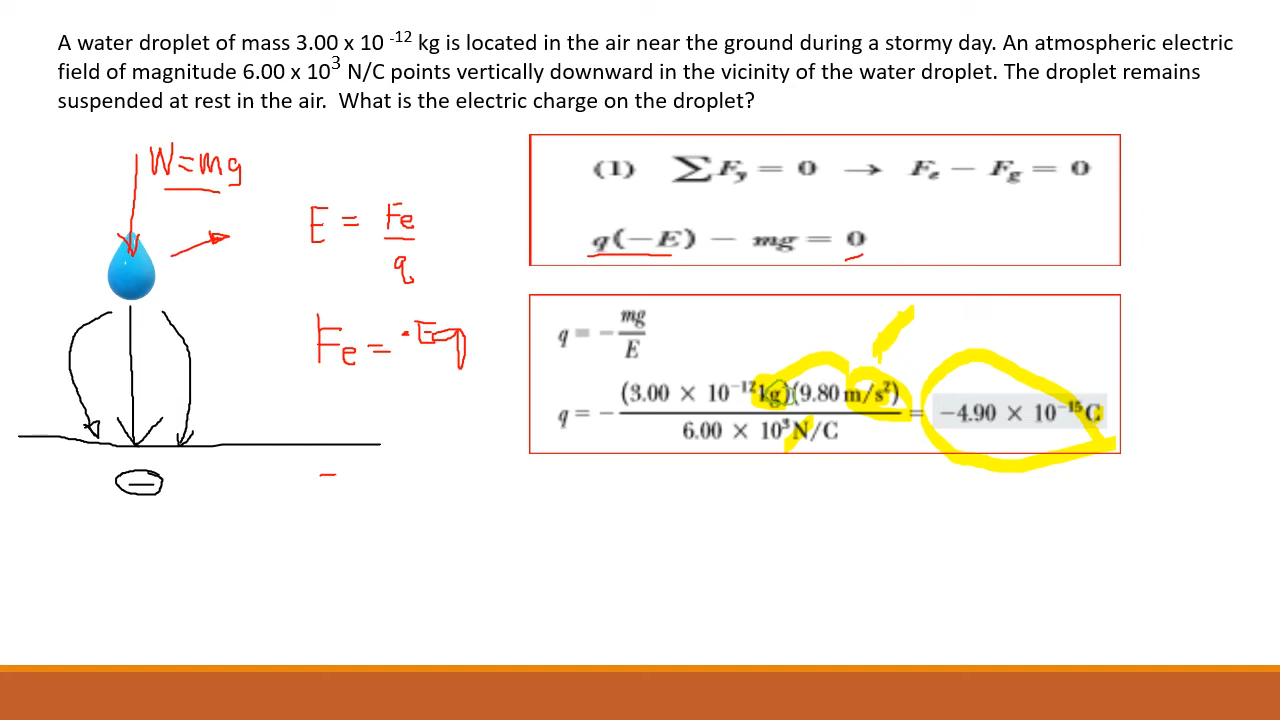 A water droplet of mass 3.00 x 10 -12 kg is located in the air near the ground during a stormy day. An atmospheric electric
field of magnitude 6.00 x 10³ N/C points vertically downward in the vicinity of the water droplet. The droplet remains
suspended at rest in the air. What is the electric charge on the droplet?
W=mg
E = Fe/q
Fe = -Eq
−
−
(1) ∑Fy = 0 → Fe − Fg = 0
q(−E) − mg = 0
q = − mg/E
q = − (3.00 × 10⁻¹²kg)(9.80 m/s²)/6.00 × 10³ N/C = −4.90 × 10⁻¹⁵ C